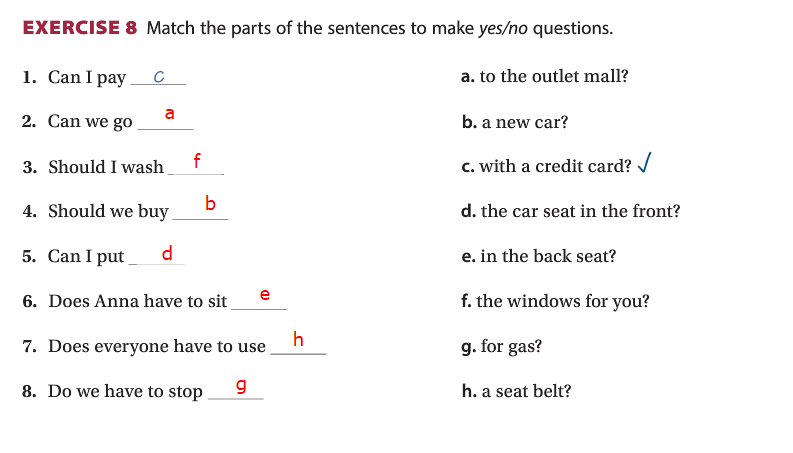 EXERCISE 8 Match the parts of the sentences to make yes/no questions.
1. Can I pay c a. to the outlet mall?
2. Can we go a b. a new car?
3. Should I wash f c. with a credit card? ✓
4. Should we buy b d. the car seat in the front?
5. Can I put d e. in the back seat?
6. Does Anna have to sit e f. the windows for you?
7. Does everyone have to use h g. for gas?
8. Do we have to stop g h. a seat belt?